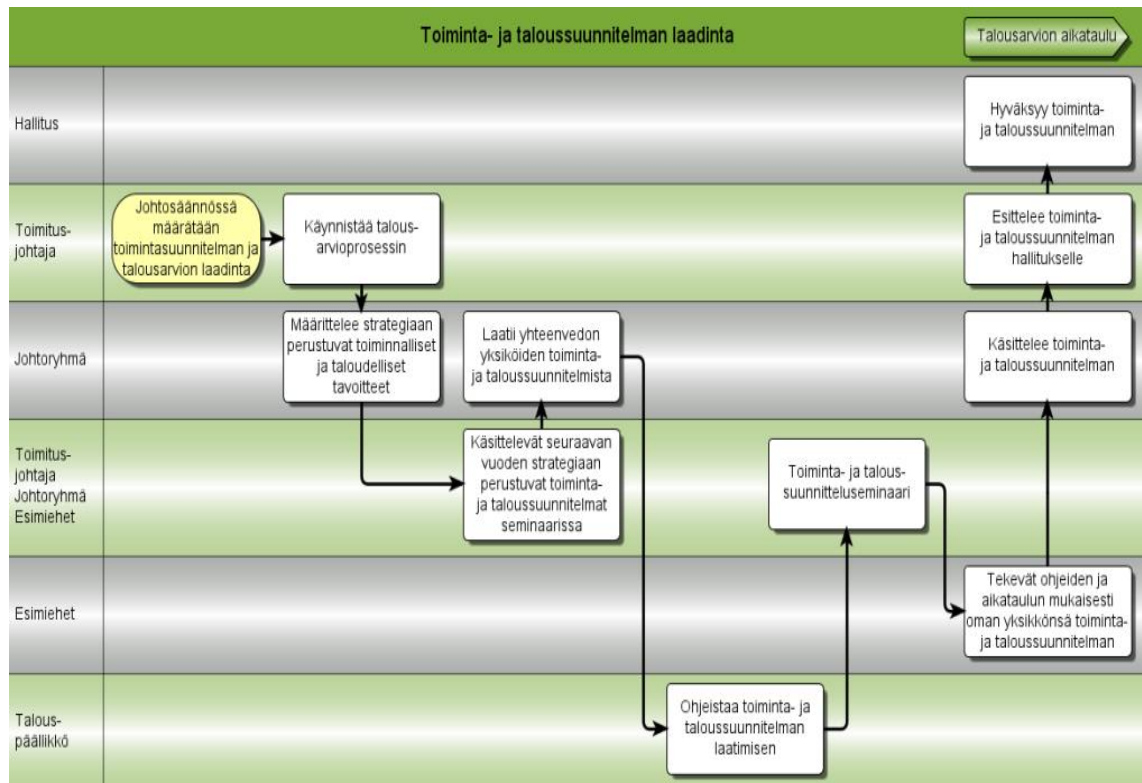 Toiminta- ja taloussuunnitelman laadinta
Talousarvion aikataulu
Hallitus
Hyväksyy toiminta-
ja taloussuunnitelman
Toimitus-
johtaja
Johtosäännössä
määrätään
toimintasuunnitelman ja
talousarvion laadinta
Käynnistää talous-
arvioprosessin
Esittelee toiminta-
ja taloussuunnitelman
hallitukselle
Johtoryhmä
Määrittelee strategiaan
perustuvat toiminnalliset
ja taloudelliset
tavoitteet
Laatii yhteenvedon
yksiköiden toiminta-
ja taloussuunnitelmista
Käsittelee toiminta-
ja taloussuunnitelman
Toimitus-
johtaja
Johtoryhmä
Esimiehet
Käsittelevät seuraavan
vuoden strategiaan
perustuvat toiminta-
ja taloussuunnitelmat
seminaarissa
Toiminta- ja talous-
suunnitteluseminaari
Esimiehet
Tekevät ohjeiden ja
aikataulun mukaisesti
oman yksikkönsä toiminta-
ja taloussuunnitelman
Talous-
päällikkö
Ohjeistaa toiminta- ja
taloussuunnitelman
laatimisen